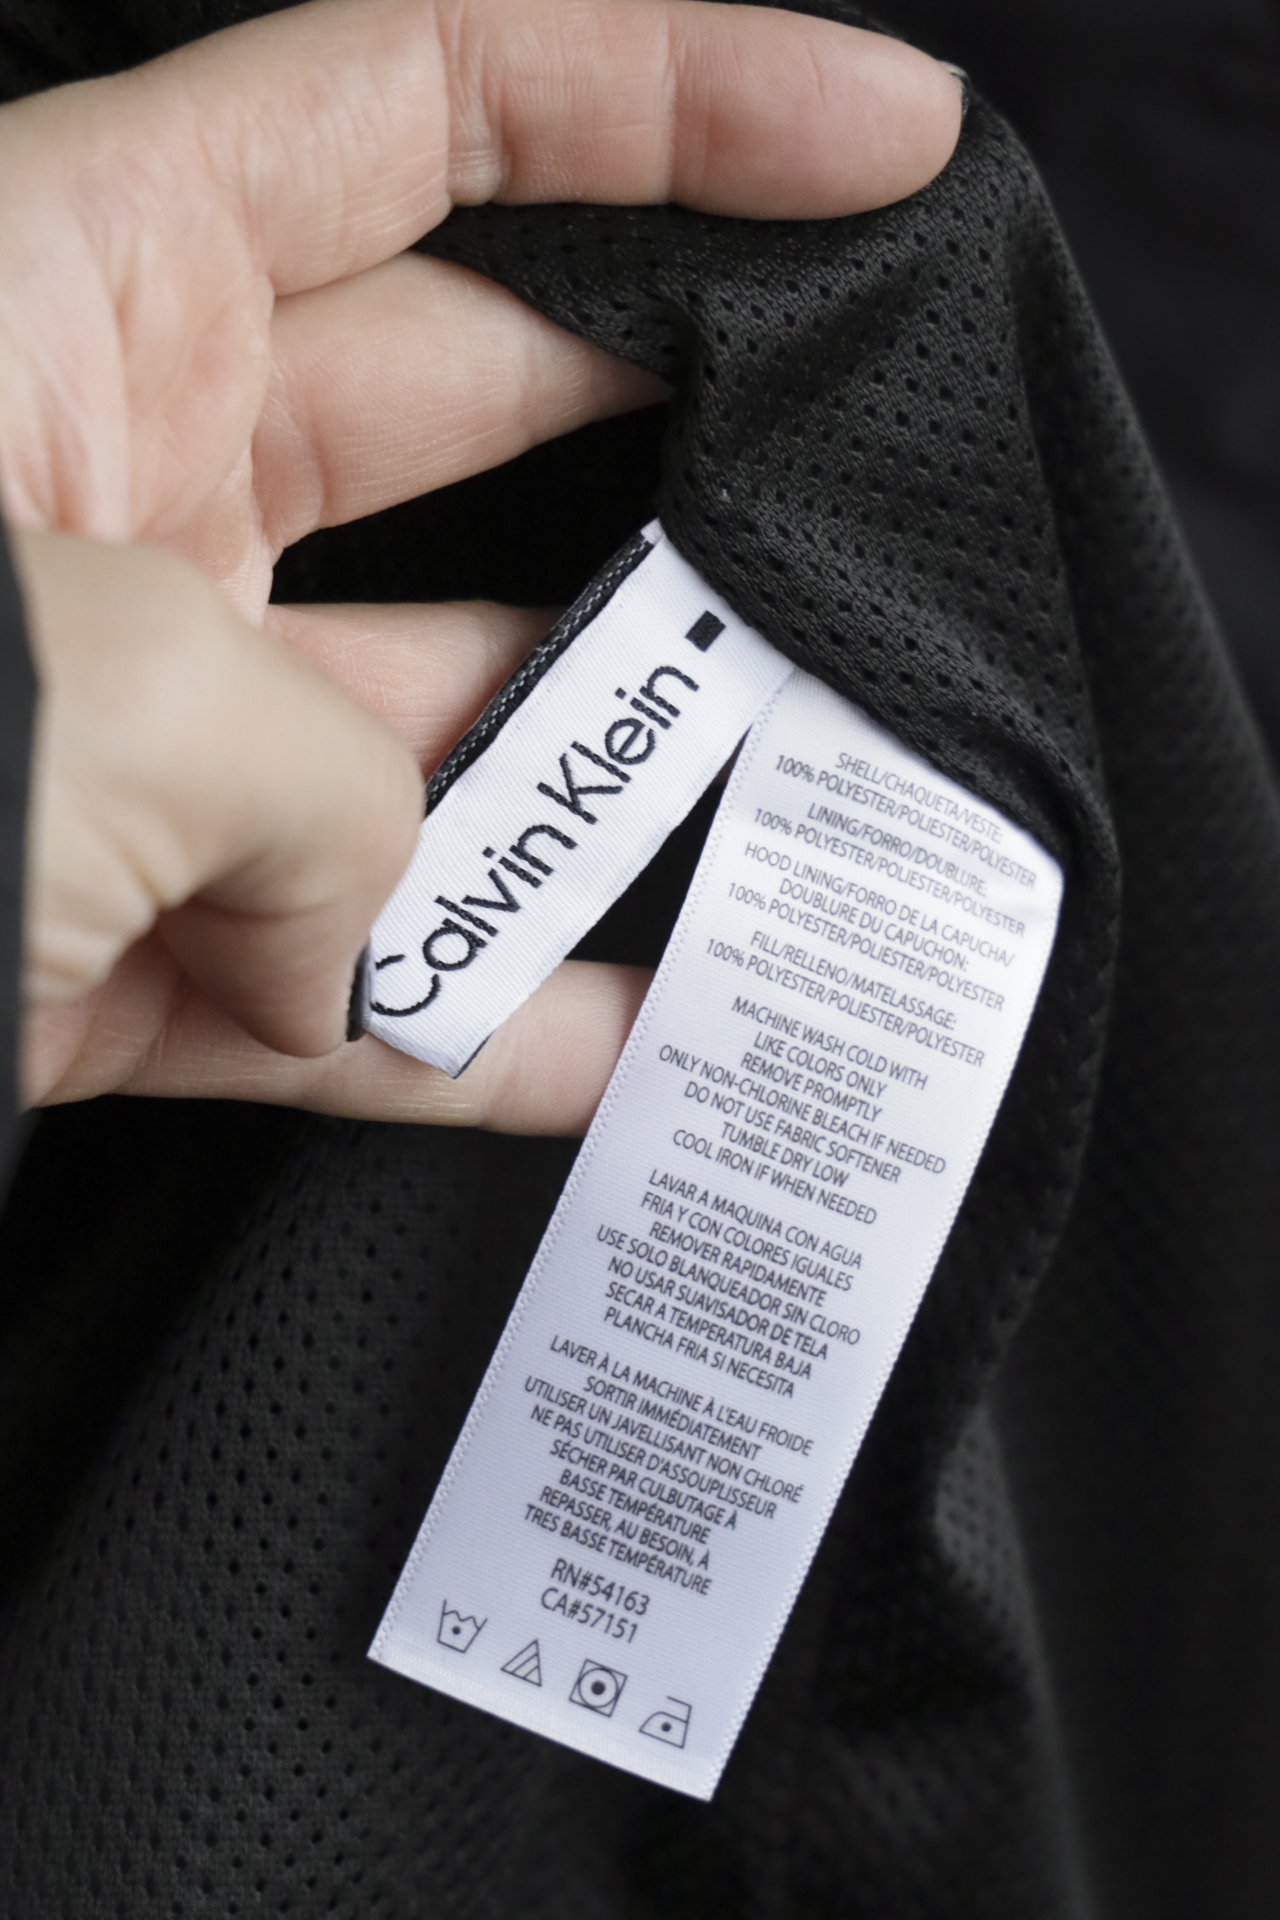 Calvin Klein
SHELL/CHAQUETA/VESTE:
100% POLYESTER/POLIESTER/POLYESTER
LINING/FORRO/DOUBLURE:
100% POLYESTER/POLIESTER/POLYESTER
HOOD LINING/FORRO DE LA CAPUCHA/
DOUBLURE DU CAPUCHON:
100% POLYESTER/POLIESTER/POLYESTER
FILL/RELLENO/MATELASSAGE:
100% POLYESTER/POLIESTER/POLYESTER
MACHINE WASH COLD WITH
LIKE COLORS ONLY
REMOVE PROMPTLY
ONLY NON-CHLORINE BLEACH IF NEEDED
DO NOT USE FABRIC SOFTENER
TUMBLE DRY LOW
COOL IRON IF WHEN NEEDED
LAVAR A MAQUINA CON AGUA
FRIA Y CON COLORES IGUALES
REMOVER RAPIDAMENTE
USE SOLO BLANQUEADOR SIN CLORO
NO USAR SUAVISADOR DE TELA
SECAR A TEMPERATURA BAJA
PLANCHA FRIA SI NECESITA
LAVER À LA MACHINE À L'EAU FROIDE
SORTIR IMMÉDIATEMENT
UTILISER UN JAVELLISANT NON CHLORÉ
NE PAS UTILISER D'ASSOUPLISSEUR
SÉCHER PAR CULBUTAGE À
BASSE TEMPÉRATURE
REPASSER, AU BESOIN, À
TRES BASSE TEMPÉRATURE
RN#54163
CA#57151